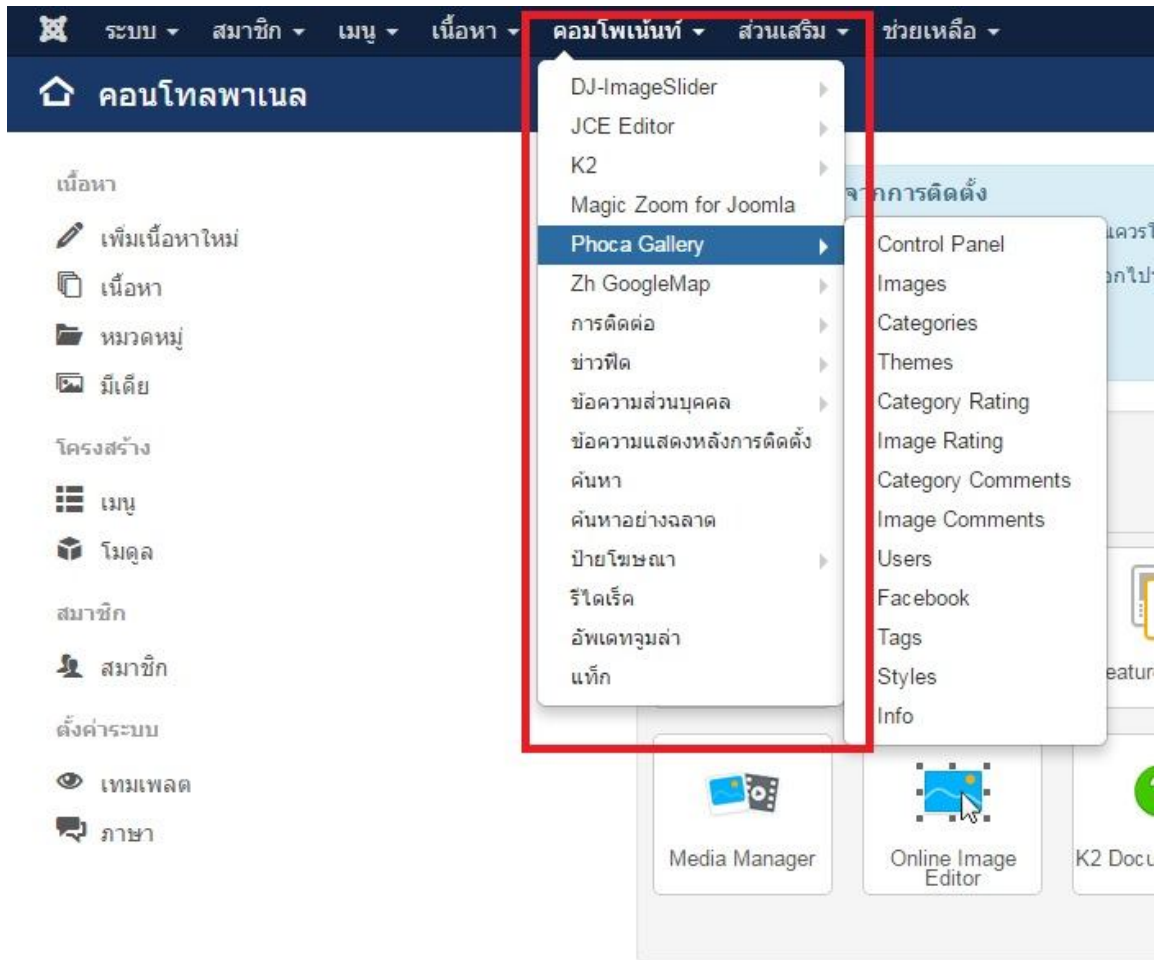 ระบบ สมาชิก เมนู เนื้อหา คอมโพเน้นท์ ส่วนเสริม ช่วยเหลือ
คอนโทลพาเนล
เนื้อหา
เพิ่มเนื้อหาใหม่
เนื้อหา
หมวดหมู่
มีเดีย
โครงสร้าง
เมนู
โมดูล
สมาชิก
สมาชิก
ตั้งค่าระบบ
เทมเพลต
ภาษา
DJ-ImageSlider
JCE Editor
K2
Magic Zoom for Joomla
Phoca Gallery
Zh GoogleMap
การติดต่อ
ข่าวฟีด
ข้อความส่วนบุคคล
ข้อความแสดงหลังการติดตั้ง
ค้นหา
ค้นหาอย่างฉลาด
ป้ายโฆษณา
รีไดเร็ค
อัพเดทจูมล่า
แท็ก
Control Panel
Images
Categories
Themes
Category Rating
Image Rating
Category Comments
Image Comments
Users
Facebook
Tags
Styles
Info
จากการติดตั้ง
Media Manager
Online Image
Editor
K2 Docu